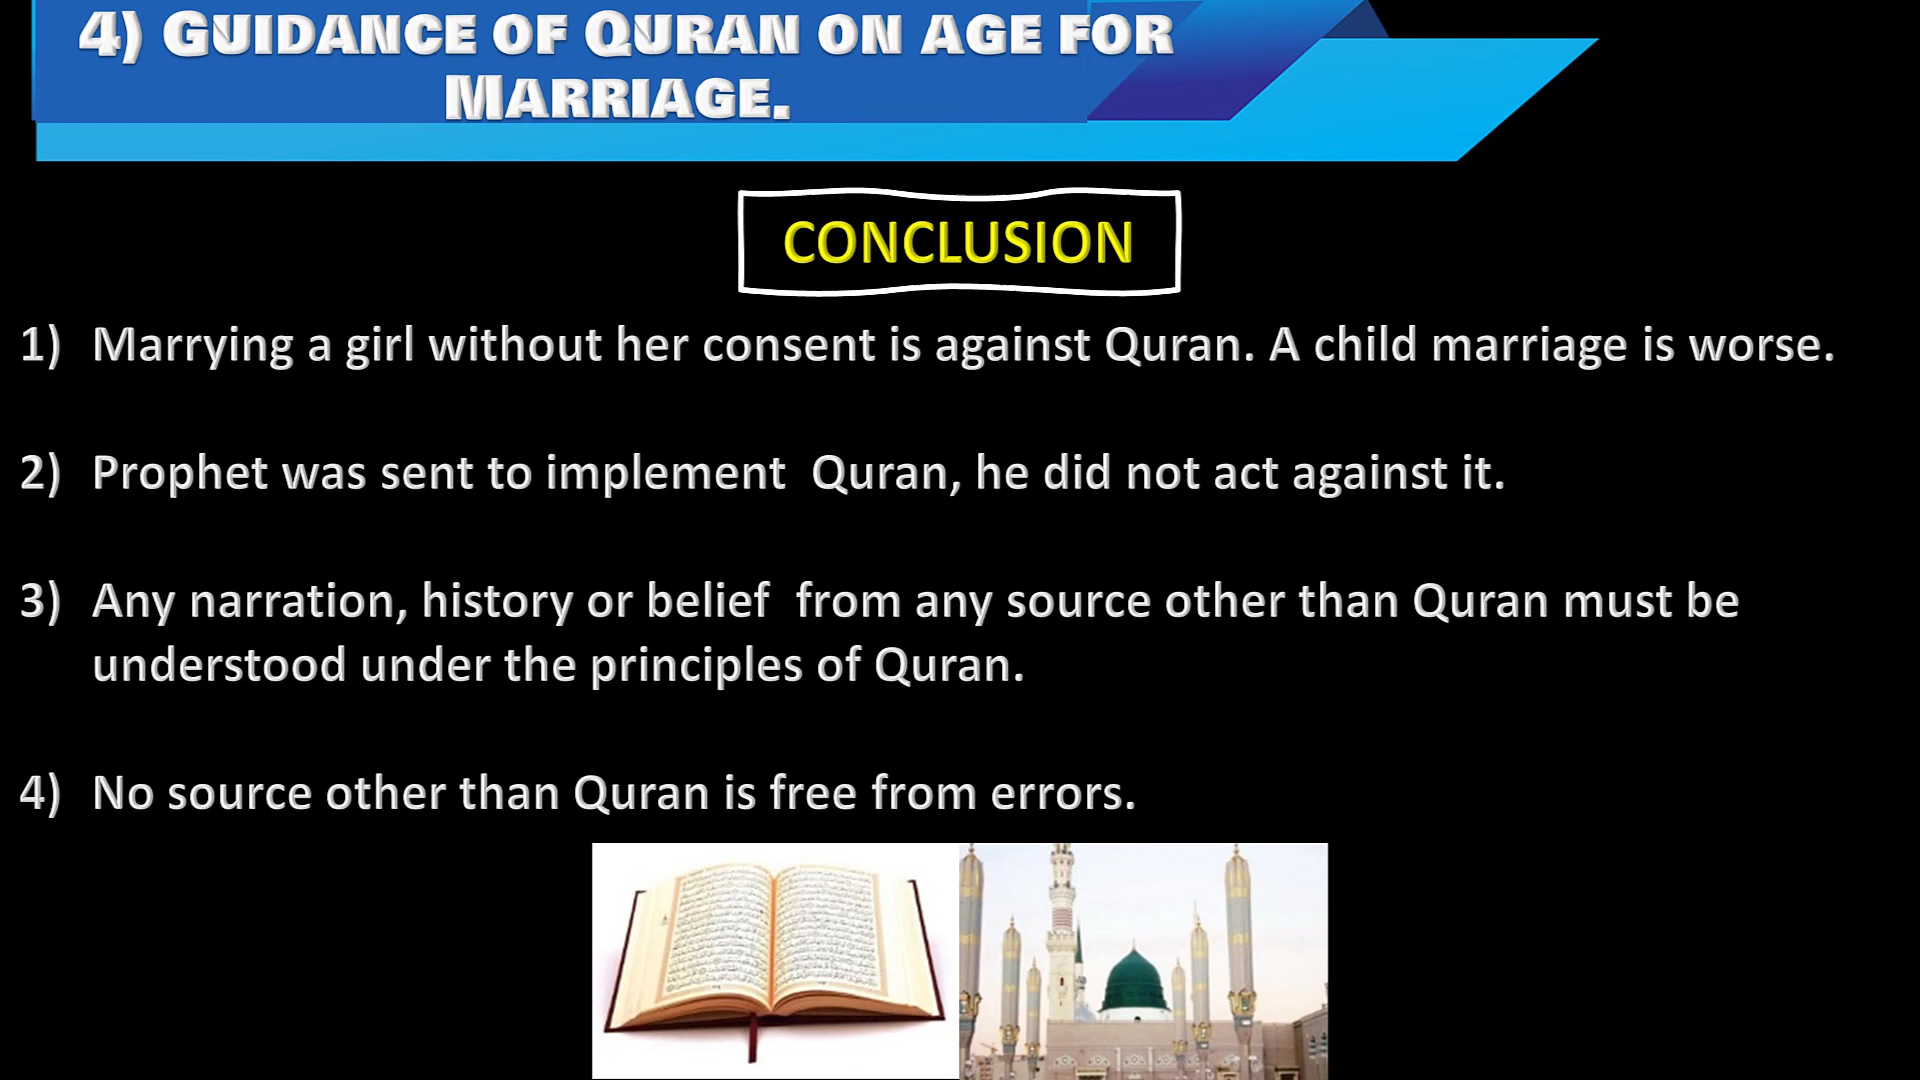 4) Guidance of Quran on age for
Marriage.
CONCLUSION
1) Marrying a girl without her consent is against Quran. A child marriage is worse.
2) Prophet was sent to implement  Quran, he did not act against it.
3) Any narration, history or belief  from any source other than Quran must be
understood under the principles of Quran.
4) No source other than Quran is free from errors.